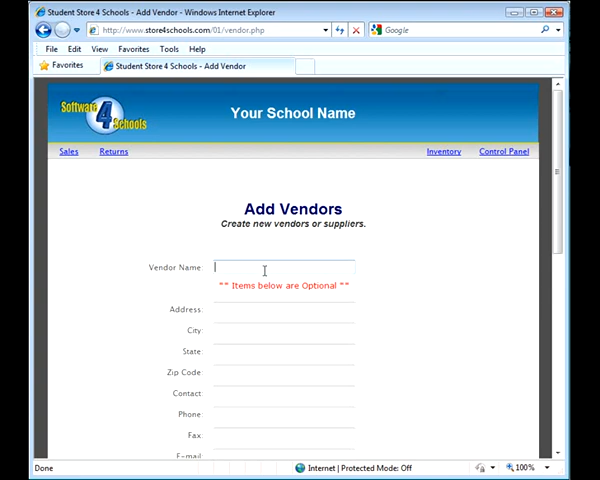 Student Store 4 Schools - Add Vendor - Windows Internet Explorer
http://www.store4schools.com/01/vendor.php
Google
File Edit View Favorites Tools Help
Favorites
Student Store 4 Schools - Add Vendor
Software 4 Schools
Your School Name
Sales Returns Inventory Control Panel
Add Vendors
Create new vendors or suppliers.
Vendor Name:
** Items below are Optional **
Address:
City:
State:
Zip Code:
Contact:
Phone:
Fax:
E-mail:
Done
Internet | Protected Mode: Off
100%